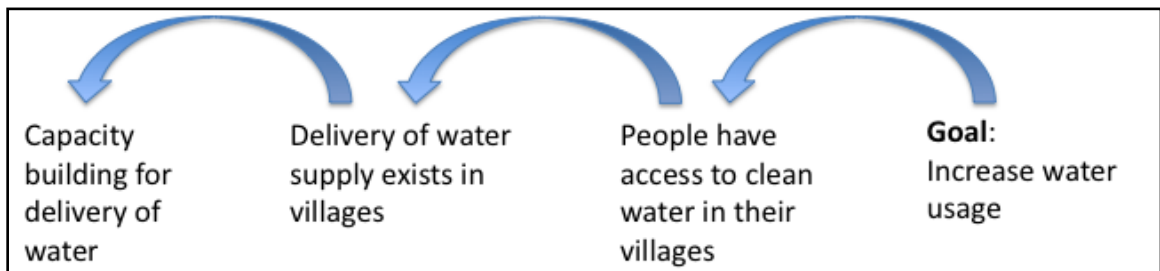 Capacity
building for
delivery of
water
Delivery of water
supply exists in
villages
People have
access to clean
water in their
villages
Goal:
Increase water
usage